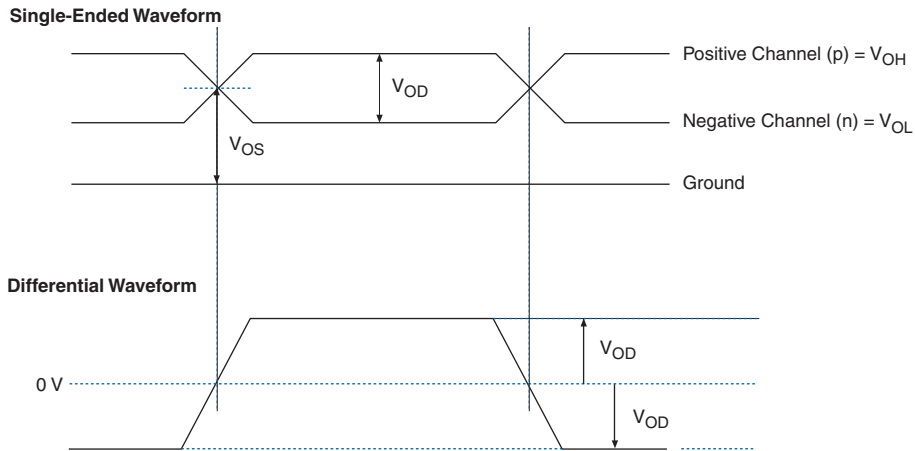 Single-Ended Waveform
Positive Channel (p) = VOH
VOD
Negative Channel (n) = VOL
VOS
Ground
Differential Waveform
VOD
0 V
VOD